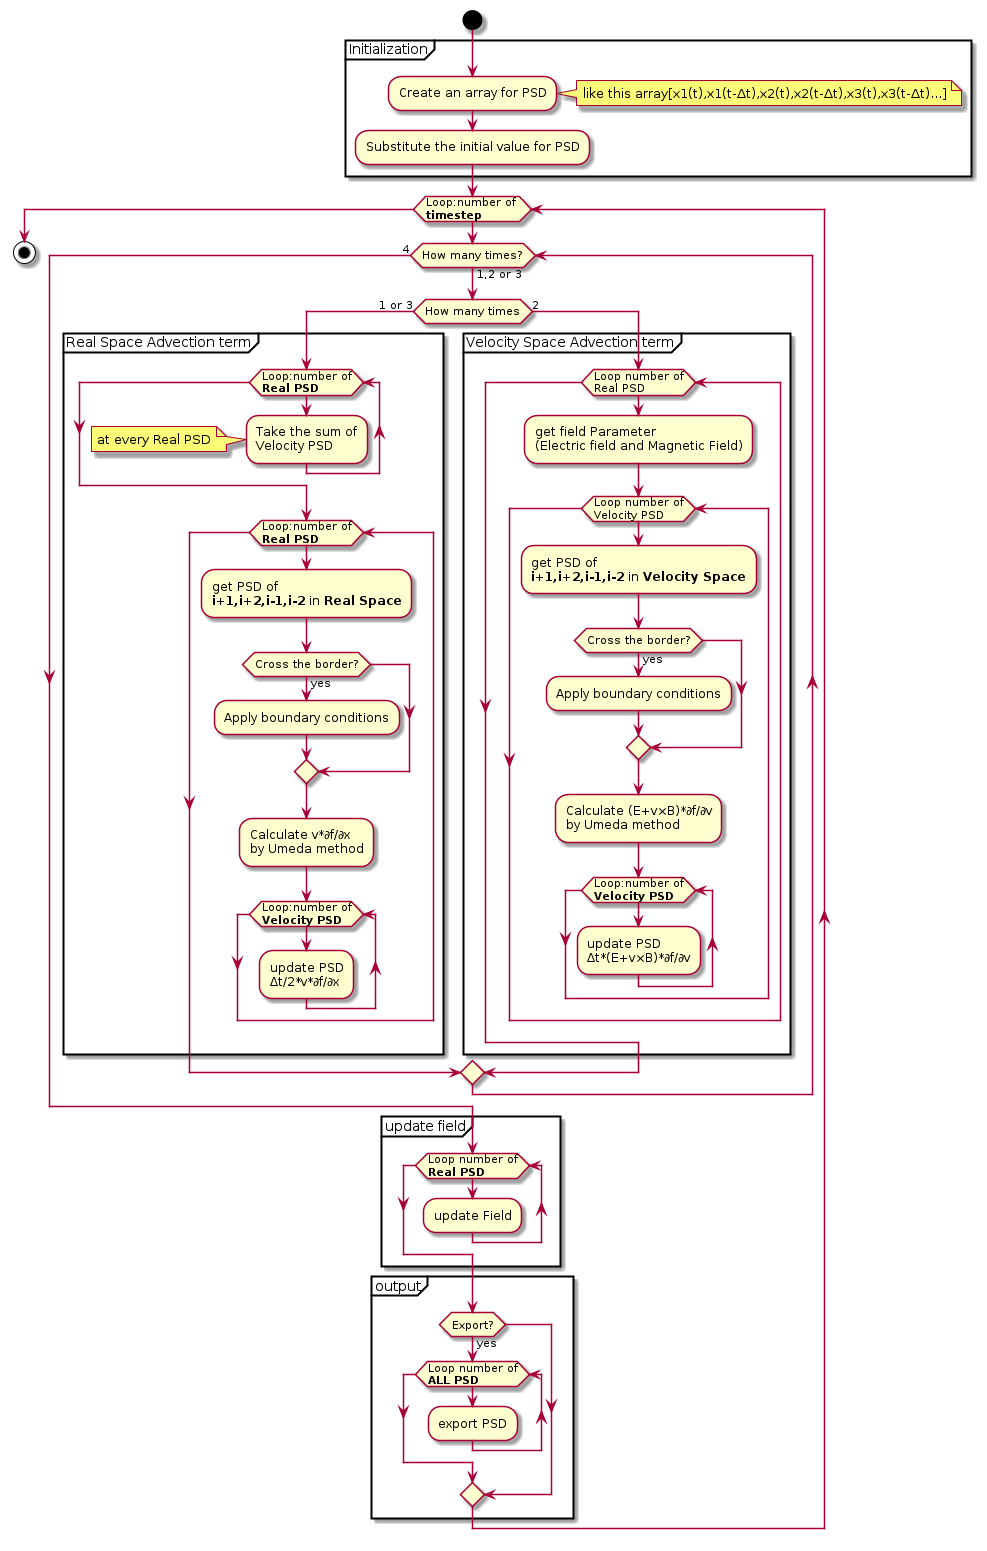 Initialization
Create an array for PSD
like this array[x1(t),x1(t-Δt),x2(t),x2(t-Δt),x3(t),x3(t-Δt)...]
Substitute the initial value for PSD
Loop:number of
timestep
4
How many times?
1,2 or 3
1 or 3
How many times
2
Real Space Advection term
Loop:number of
Real PSD
at every Real PSD
Take the sum of
Velocity PSD
Loop:number of
Real PSD
get PSD of
i+1,i+2,i-1,i-2 in Real Space
Cross the border?
yes
Apply boundary conditions
Calculate v*∂f/∂x
by Umeda method
Loop:number of
Velocity PSD
update PSD
Δt/2*v*∂f/∂x
Velocity Space Advection term
Loop number of
Real PSD
get field Parameter
(Electric field and Magnetic Field)
Loop number of
Velocity PSD
get PSD of
i+1,i+2,i-1,i-2 in Velocity Space
Cross the border?
yes
Apply boundary conditions
Calculate (E+v×B)*∂f/∂v
by Umeda method
Loop:number of
Velocity PSD
update PSD
Δt*(E+v×B)*∂f/∂v
update field
Loop number of
Real PSD
update Field
output
Export?
yes
Loop number of
ALL PSD
export PSD